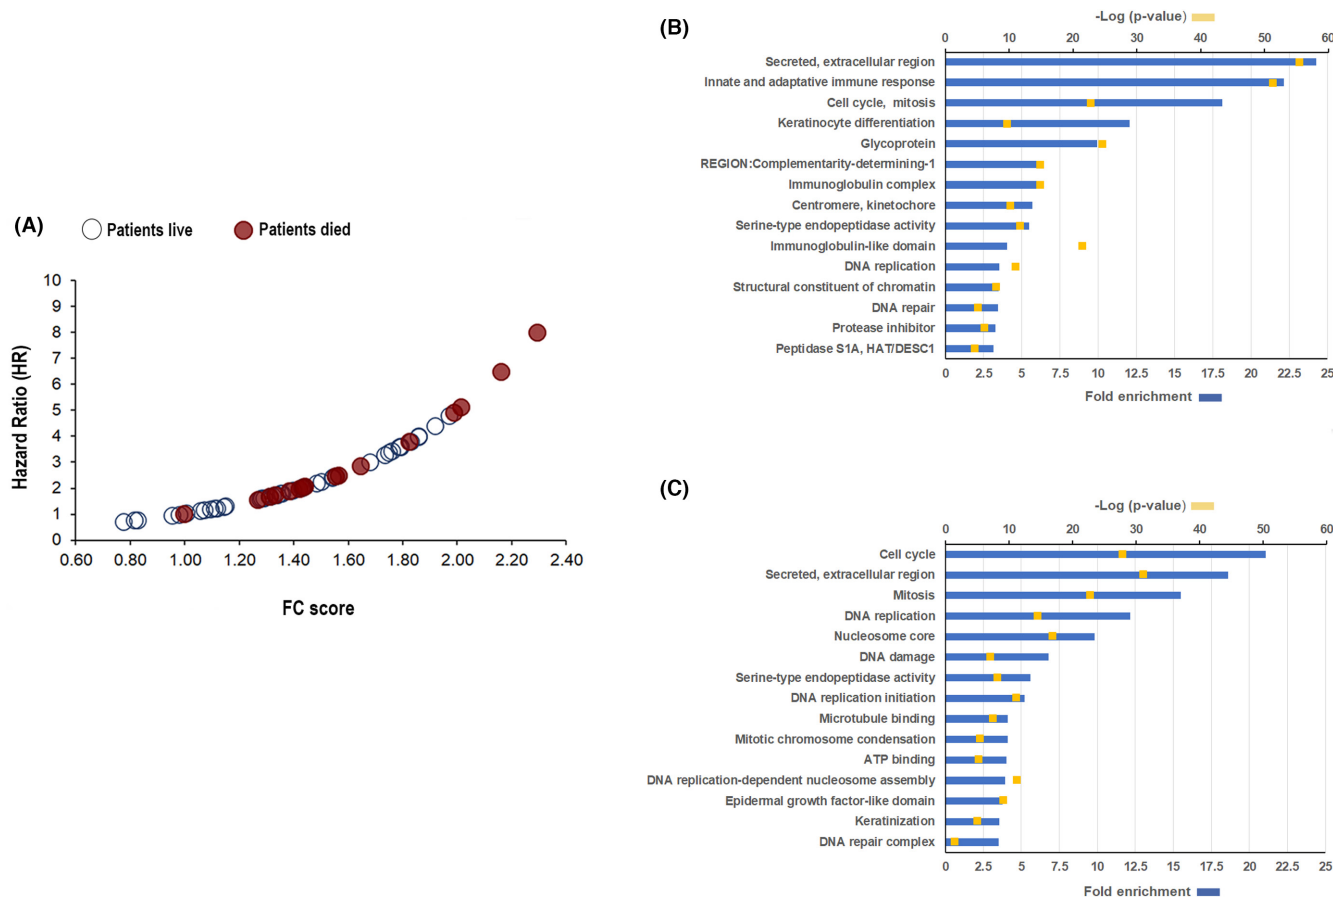 (A)
Patients live
Patients died
10
9
8
7
6
5
4
3
2
1
0
Hazard Ratio (HR)
0.60 0.80 1.00 1.20 1.40 1.60 1.80 2.00 2.20 2.40
FC score
(B)
-Log (p-value)
0 10 20 30 40 50 60
Secreted, extracellular region
Innate and adaptative immune response
Cell cycle, mitosis
Keratinocyte differentiation
Glycoprotein
REGION:Complementarity-determining-1
Immunoglobulin complex
Centromere, kinetochore
Serine-type endopeptidase activity
Immunoglobulin-like domain
DNA replication
Structural constituent of chromatin
DNA repair
Protease inhibitor
Peptidase S1A, HAT/DESC1
0 2.5 5 7.5 10 12.5 15 17.5 20 22.5 25
Fold enrichment
(C)
-Log (p-value)
0 10 20 30 40 50 60
Cell cycle
Secreted, extracellular region
Mitosis
DNA replication
Nucleosome core
DNA damage
Serine-type endopeptidase activity
DNA replication initiation
Microtubule binding
Mitotic chromosome condensation
ATP binding
DNA replication-dependent nucleosome assembly
Epidermal growth factor-like domain
Keratinization
DNA repair complex
0 2.5 5 7.5 10 12.5 15 17.5 20 22.5 25
Fold enrichment